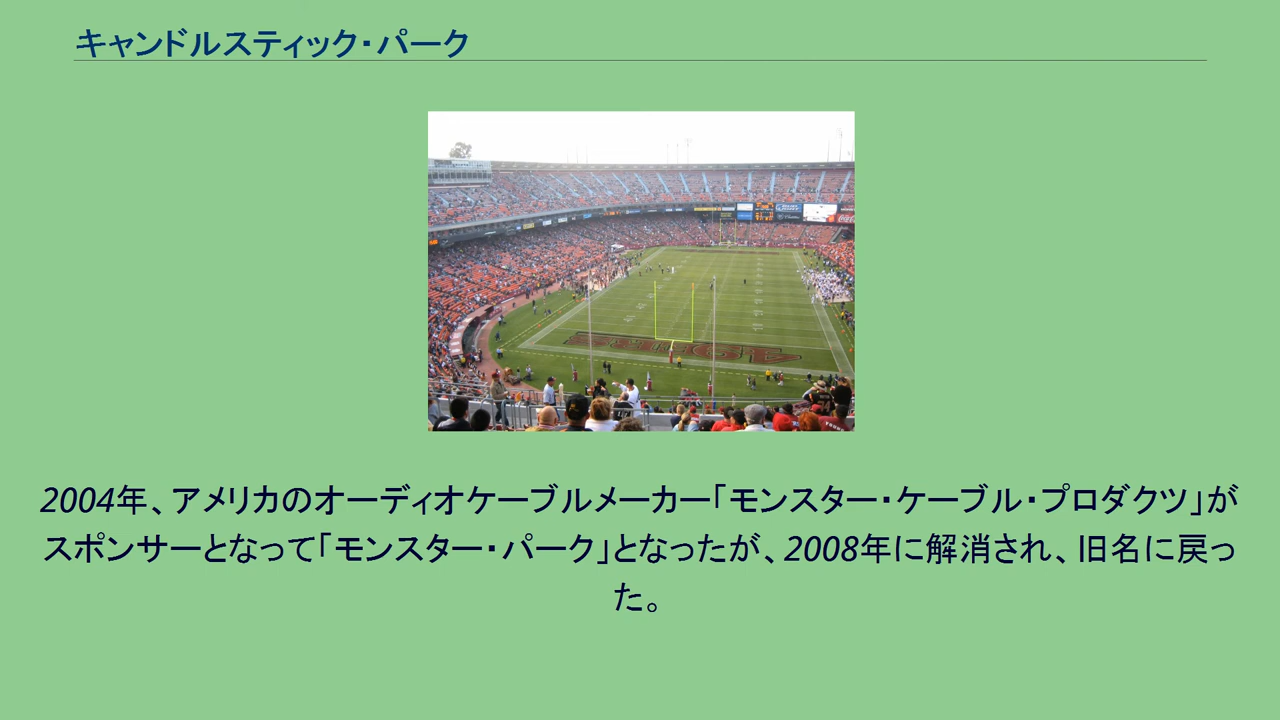 キャンドルスティック・パーク
2004年、アメリカのオーディオケーブルメーカー「モンスター・ケーブル・プロダクツ」が
スポンサーとなって「モンスター・パーク」となったが、2008年に解消され、旧名に戻っ
た。